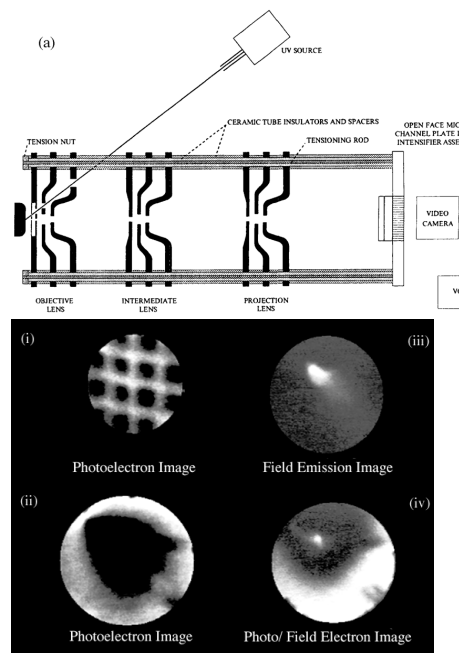 (a)
UV SOURCE
CERAMIC TUBE INSULATORS AND SPACERS
OPEN FACE MIC
CHANNEL PLATE I
INTENSIFIER ASSE
TENSION NUT
TENSIONING ROD
VIDEO
CAMERA
OBJECTIVE
LENS
INTERMEDIATE
LENS
PROJECTION
LENS
(i)
(iii)
Photoelectron Image
Field Emission Image
(ii)
(iv)
Photoelectron Image
Photo/ Field Electron Image